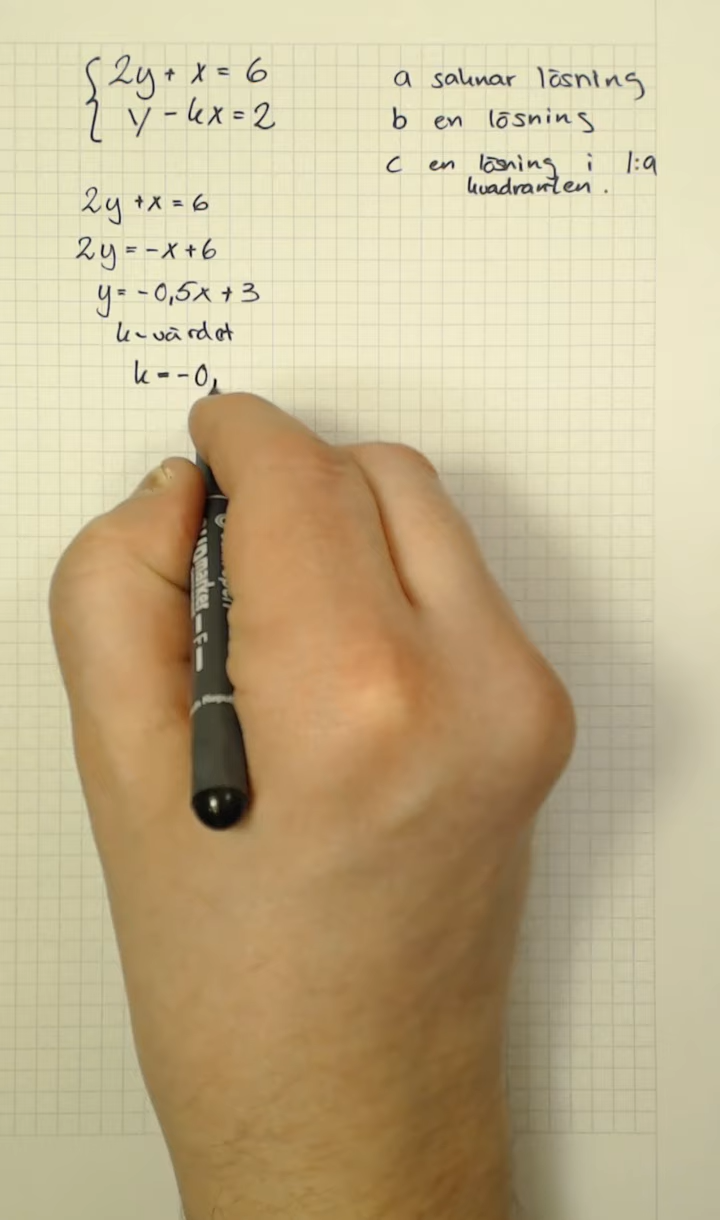 2y + x = 6
y - kx = 2
a saknar lösning
b en lösning
c en lösning i 1:a
kvadranten.
2y + x = 6
2y = -x + 6
y = -0,5x + 3
k-värdet
k = -0,
marker - F -